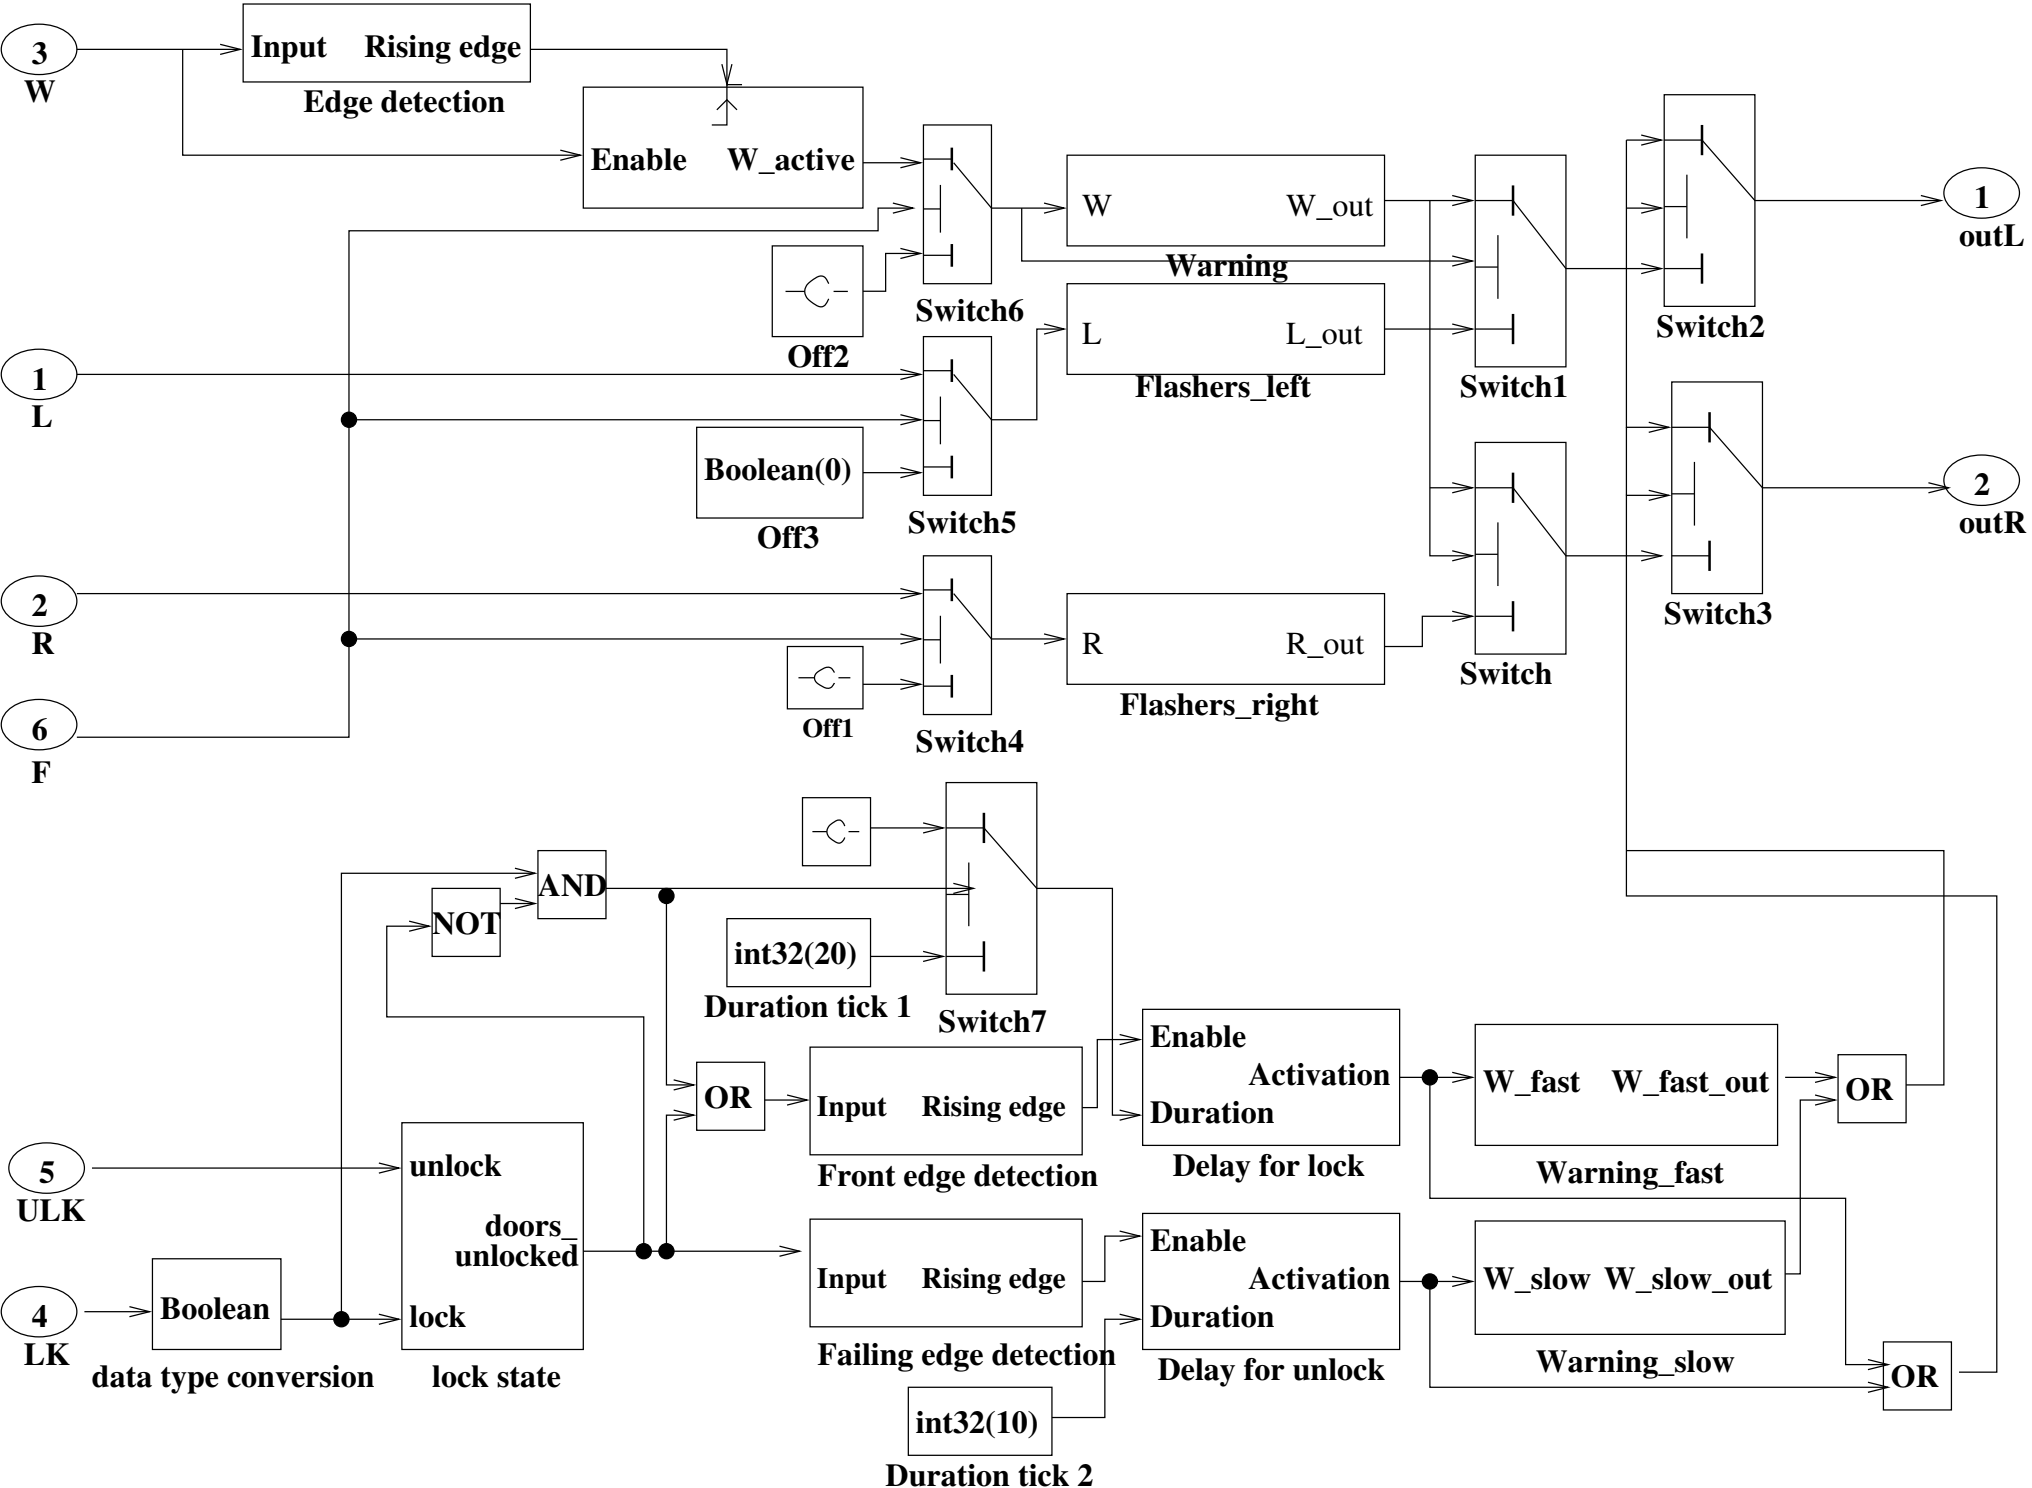 3
W
Input Rising edge
Edge detection
Enable W_active
Switch6
Off2
W W_out
Warning
Switch1
Switch2
1
outL
1
L
Boolean(0)
Off3
Switch5
L L_out
Flashers_left
Switch3
2
outR
2
R
Off1
Switch4
R R_out
Flashers_right
Switch
6
F
NOT
AND
int32(20)
Duration tick 1
Switch7
OR
Input Rising edge
Front edge detection
Enable
Activation
Duration
Delay for lock
W_fast W_fast_out
Warning_fast
OR
5
ULK
unlock
doors_
unlocked
lock
lock state
4
LK
Boolean
data type conversion
Input Rising edge
Failing edge detection
int32(10)
Duration tick 2
Enable
Activation
Duration
Delay for unlock
W_slow W_slow_out
Warning_slow
OR